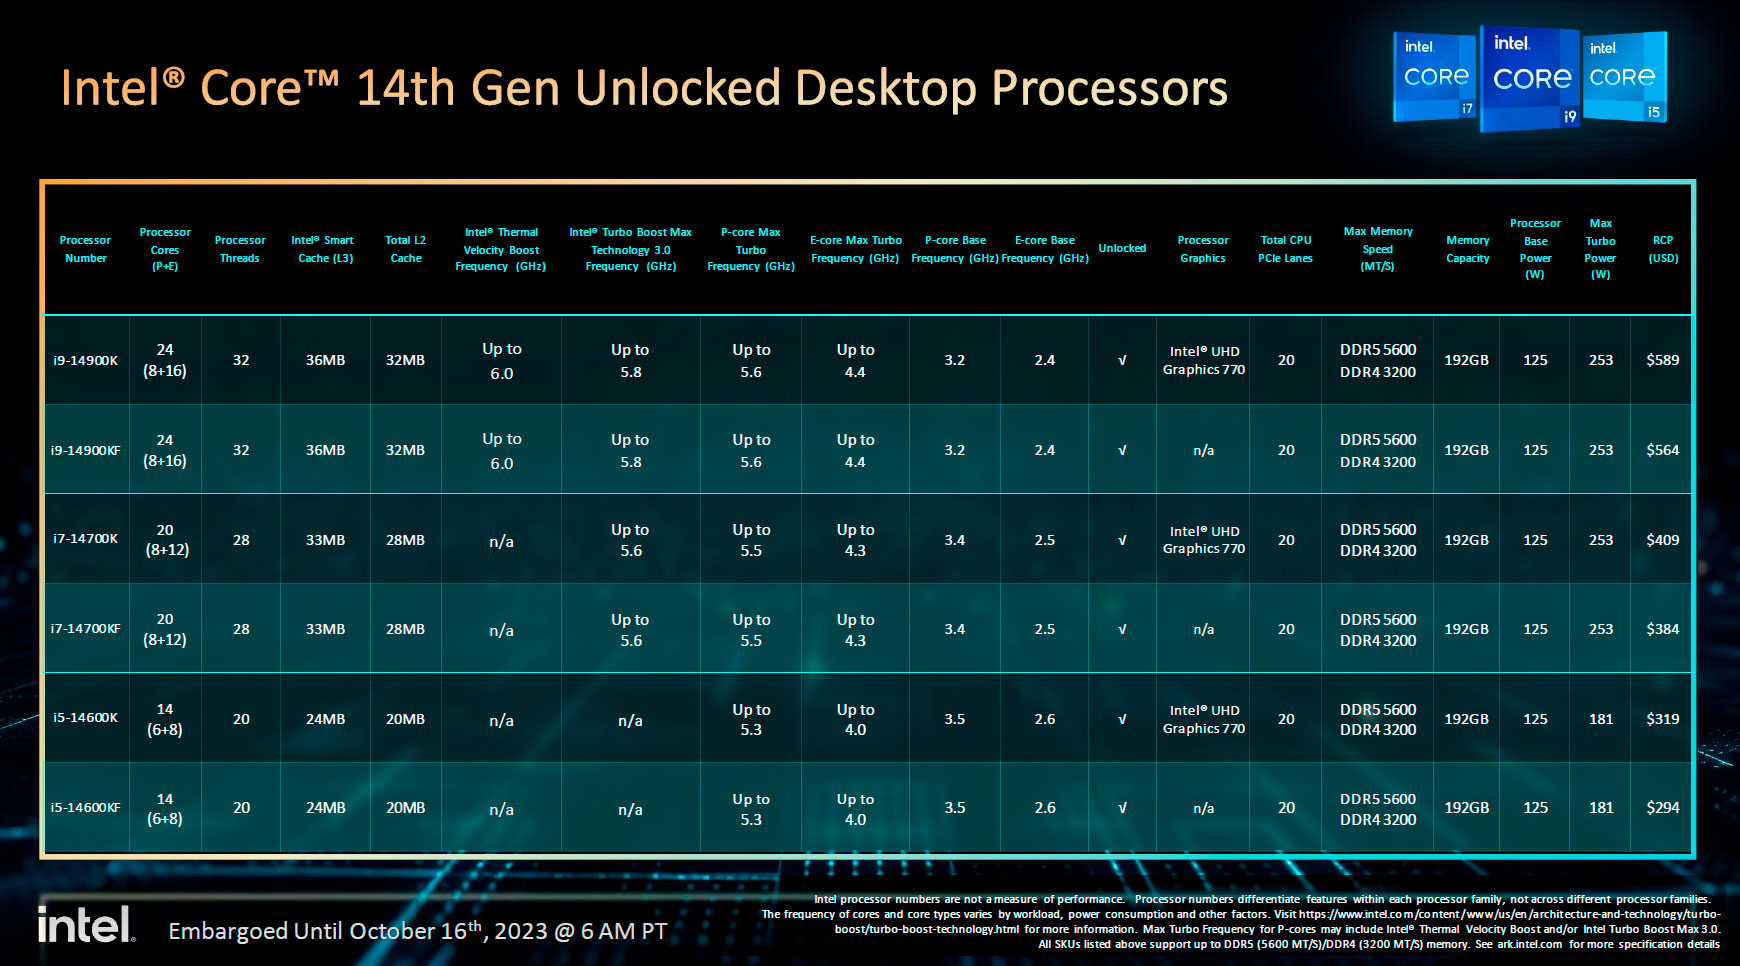 Intel® Core™ 14th Gen Unlocked Desktop Processors
intel.
CORE
i7
intel.
CORE
i9
intel.
CORE
i5
Processor Number
Processor Cores (P+E)
Processor Threads
Intel® Smart Cache (L3)
Total L2 Cache
Intel® Thermal Velocity Boost Frequency (GHz)
Intel® Turbo Boost Max Technology 3.0 Frequency (GHz)
P-core Max Turbo Frequency (GHz)
E-core Max Turbo Frequency (GHz)
P-core Base Frequency (GHz)
E-core Base Frequency (GHz)
Unlocked
Processor Graphics
Total CPU PCIe Lanes
Max Memory Speed (MT/S)
Memory Capacity
Processor Base Power (W)
Max Turbo Power (W)
RCP (USD)
i9-14900K 24 (8+16) 32 36MB 32MB Up to 6.0 Up to 5.8 Up to 5.6 Up to 4.4 3.2 2.4 √ Intel® UHD Graphics 770 20 DDR5 5600 DDR4 3200 192GB 125 253 $589
i9-14900KF 24 (8+16) 32 36MB 32MB Up to 6.0 Up to 5.8 Up to 5.6 Up to 4.4 3.2 2.4 √ n/a 20 DDR5 5600 DDR4 3200 192GB 125 253 $564
i7-14700K 20 (8+12) 28 33MB 28MB n/a Up to 5.6 Up to 5.5 Up to 4.3 3.4 2.5 √ Intel® UHD Graphics 770 20 DDR5 5600 DDR4 3200 192GB 125 253 $409
i7-14700KF 20 (8+12) 28 33MB 28MB n/a Up to 5.6 Up to 5.5 Up to 4.3 3.4 2.5 √ n/a 20 DDR5 5600 DDR4 3200 192GB 125 253 $384
i5-14600K 14 (6+8) 20 24MB 20MB n/a n/a Up to 5.3 Up to 4.0 3.5 2.6 √ Intel® UHD Graphics 770 20 DDR5 5600 DDR4 3200 192GB 125 181 $319
i5-14600KF 14 (6+8) 20 24MB 20MB n/a n/a Up to 5.3 Up to 4.0 3.5 2.6 √ n/a 20 DDR5 5600 DDR4 3200 192GB 125 181 $294
intel.
Embargoed Until October 16th, 2023 @ 6 AM PT
Intel processor numbers are not a measure of performance. Processor numbers differentiate features within each processor family, not across different processor families.
The frequency of cores and core types varies by workload, power consumption and other factors. Visit https://www.intel.com/content/www/us/en/architecture-and-technology/turbo-
boost/turbo-boost-technology.html for more information. Max Turbo Frequency for P-cores may include Intel® Thermal Velocity Boost and/or Intel Turbo Boost Max 3.0.
All SKUs listed above support up to DDR5 (5600 MT/S)/DDR4 (3200 MT/S) memory. See ark.intel.com for more specification details